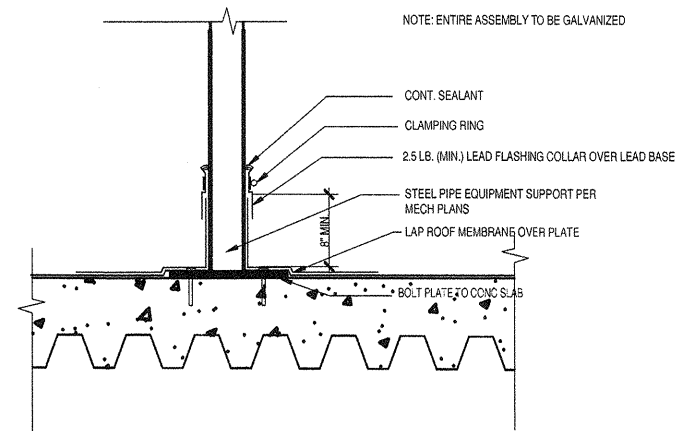 NOTE: ENTIRE ASSEMBLY TO BE GALVANIZED
CONT. SEALANT
CLAMPING RING
2.5 LB. (MIN.) LEAD FLASHING COLLAR OVER LEAD BASE
STEEL PIPE EQUIPMENT SUPPORT PER
MECH PLANS
8" MIN.
LAP ROOF MEMBRANE OVER PLATE
BOLT PLATE TO CONC SLAB